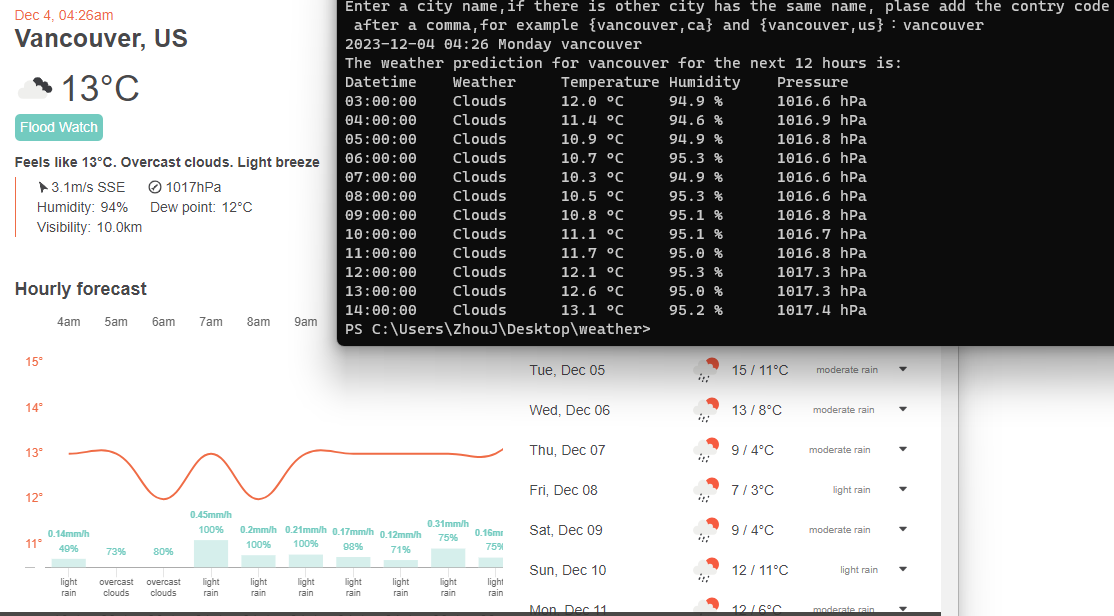 Dec 4, 04:26am
Vancouver, US
13°C
Flood Watch
Feels like 13°C. Overcast clouds. Light breeze
3.1m/s SSE 1017hPa
Humidity: 94% Dew point: 12°C
Visibility: 10.0km
Enter a city name,if there is other city has the same name, plase add the contry code
after a comma,for example {vancouver,ca} and {vancouver,us}：vancouver
2023-12-04 04:26 Monday vancouver
The weather prediction for vancouver for the next 12 hours is:
Datetime Weather Temperature Humidity Pressure
03:00:00 Clouds 12.0 °C 94.9 % 1016.6 hPa
04:00:00 Clouds 11.4 °C 94.6 % 1016.9 hPa
05:00:00 Clouds 10.9 °C 94.9 % 1016.8 hPa
06:00:00 Clouds 10.7 °C 95.3 % 1016.6 hPa
07:00:00 Clouds 10.3 °C 94.9 % 1016.6 hPa
08:00:00 Clouds 10.5 °C 95.3 % 1016.6 hPa
09:00:00 Clouds 10.8 °C 95.1 % 1016.8 hPa
10:00:00 Clouds 11.1 °C 95.1 % 1016.7 hPa
11:00:00 Clouds 11.7 °C 95.0 % 1016.8 hPa
12:00:00 Clouds 12.1 °C 95.3 % 1017.3 hPa
13:00:00 Clouds 12.6 °C 95.0 % 1017.3 hPa
14:00:00 Clouds 13.1 °C 95.2 % 1017.4 hPa
PS C:\Users\ZhouJ\Desktop\weather>
Hourly forecast
4am 5am 6am 7am 8am 9am
15°
14°
13°
12°
11°
0.14mm/h 0.45mm/h 0.2mm/h 0.21mm/h 0.17mm/h 0.12mm/h 0.31mm/h 0.16m
49% 73% 80% 100% 100% 100% 98% 71% 75% 75%
light overcast overcast light light light light light light light
rain clouds clouds rain rain rain rain rain rain rain
Tue, Dec 05 15 / 11°C moderate rain
Wed, Dec 06 13 / 8°C moderate rain
Thu, Dec 07 9 / 4°C moderate rain
Fri, Dec 08 7 / 3°C light rain
Sat, Dec 09 9 / 4°C moderate rain
Sun, Dec 10 12 / 11°C light rain
Mon, Dec 11 12 / 6°C moderate rain